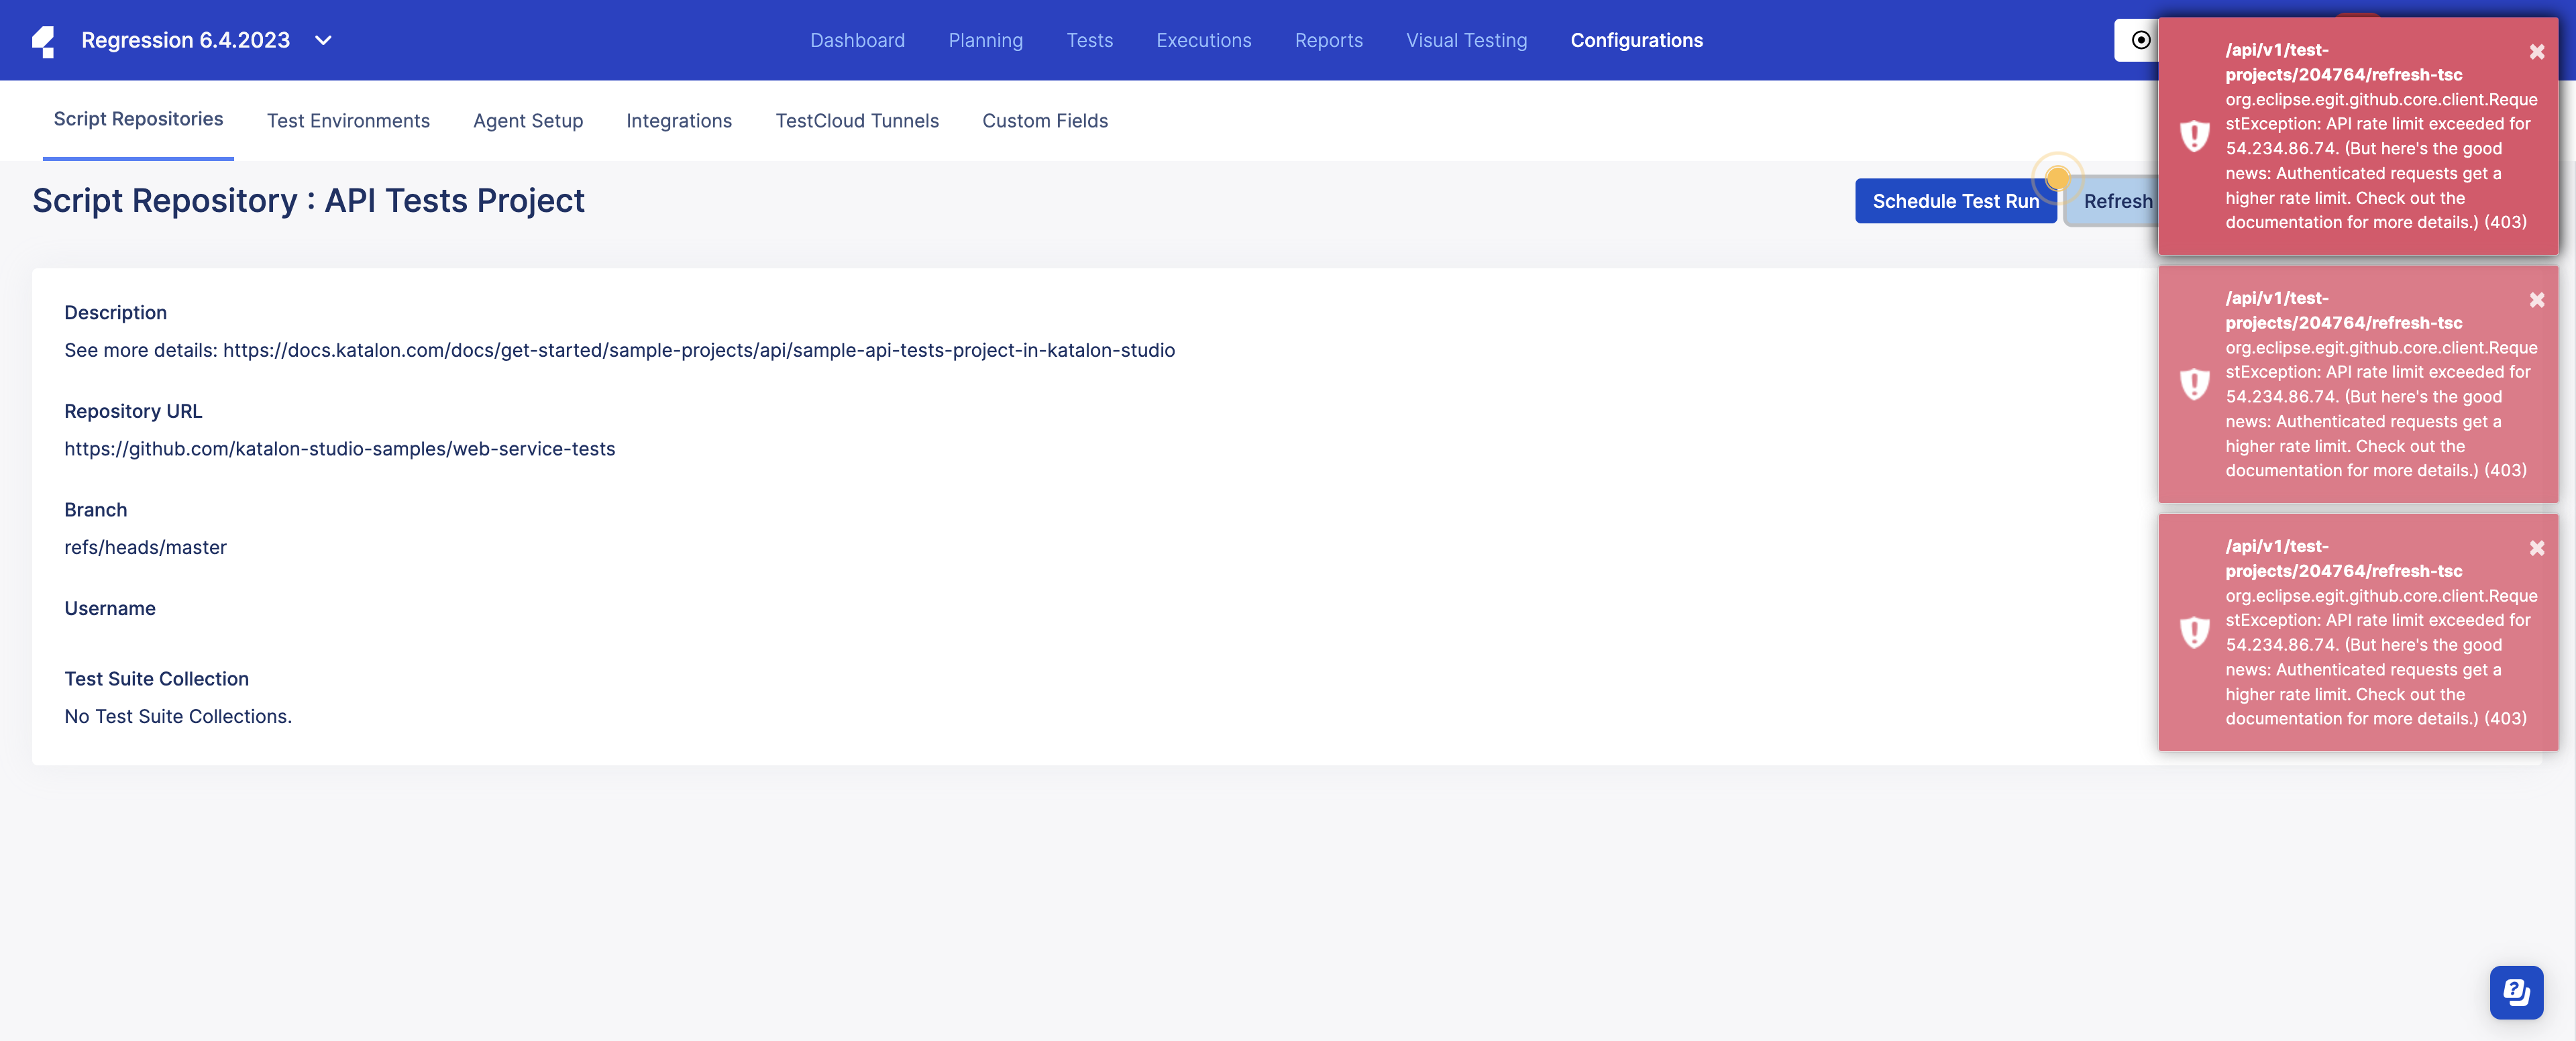 Regression 6.4.2023
Dashboard
Planning
Tests
Executions
Reports
Visual Testing
Configurations
Script Repositories
Test Environments
Agent Setup
Integrations
TestCloud Tunnels
Custom Fields
Script Repository : API Tests Project
Schedule Test Run
Refresh
Description
See more details: https://docs.katalon.com/docs/get-started/sample-projects/api/sample-api-tests-project-in-katalon-studio
Repository URL
https://github.com/katalon-studio-samples/web-service-tests
Branch
refs/heads/master
Username
Test Suite Collection
No Test Suite Collections.
/api/v1/test-
projects/204764/refresh-tsc
org.eclipse.egit.github.core.client.Reque
stException: API rate limit exceeded for
54.234.86.74. (But here's the good
news: Authenticated requests get a
higher rate limit. Check out the
documentation for more details.) (403)
/api/v1/test-
projects/204764/refresh-tsc
org.eclipse.egit.github.core.client.Reque
stException: API rate limit exceeded for
54.234.86.74. (But here's the good
news: Authenticated requests get a
higher rate limit. Check out the
documentation for more details.) (403)
/api/v1/test-
projects/204764/refresh-tsc
org.eclipse.egit.github.core.client.Reque
stException: API rate limit exceeded for
54.234.86.74. (But here's the good
news: Authenticated requests get a
higher rate limit. Check out the
documentation for more details.) (403)